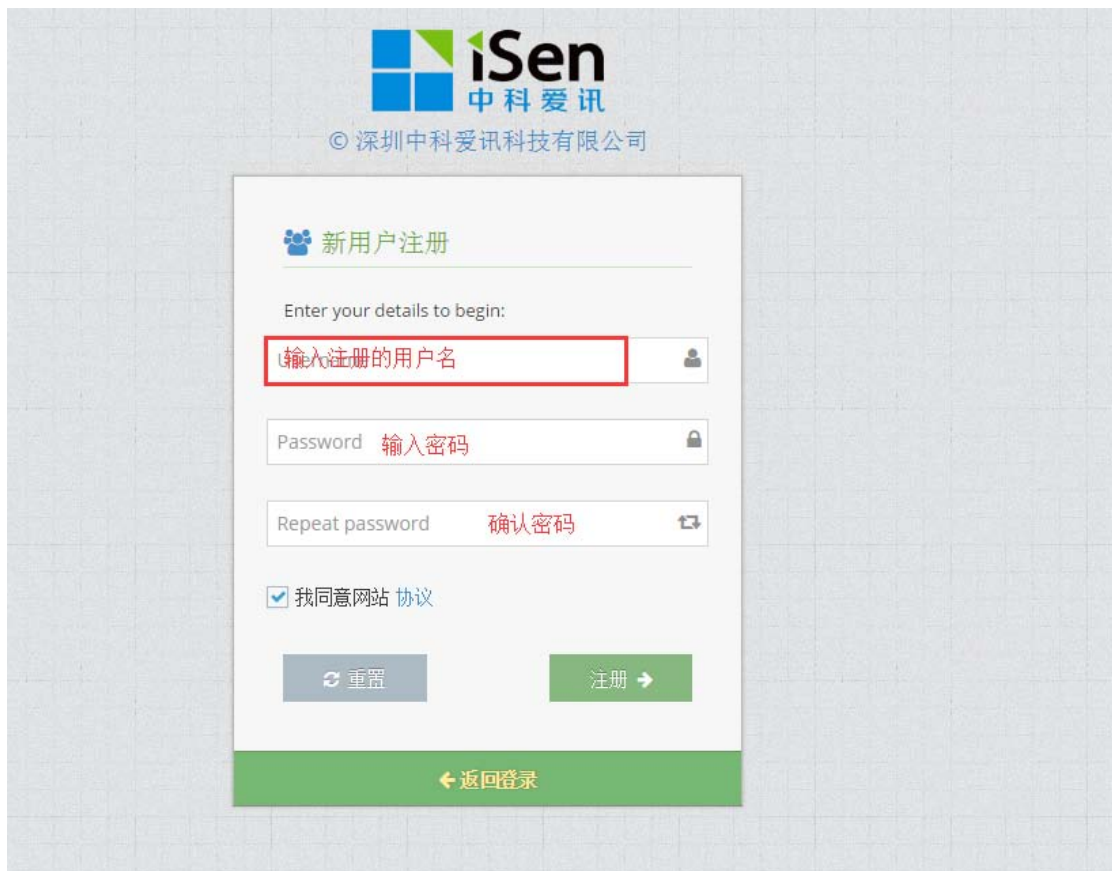 iSen
中科爱讯
© 深圳中科爱讯科技有限公司
新用户注册
Enter your details to begin:
输入注册的用户名
Password 输入密码
Repeat password 确认密码
我同意网站 协议
重置
注册
返回登录